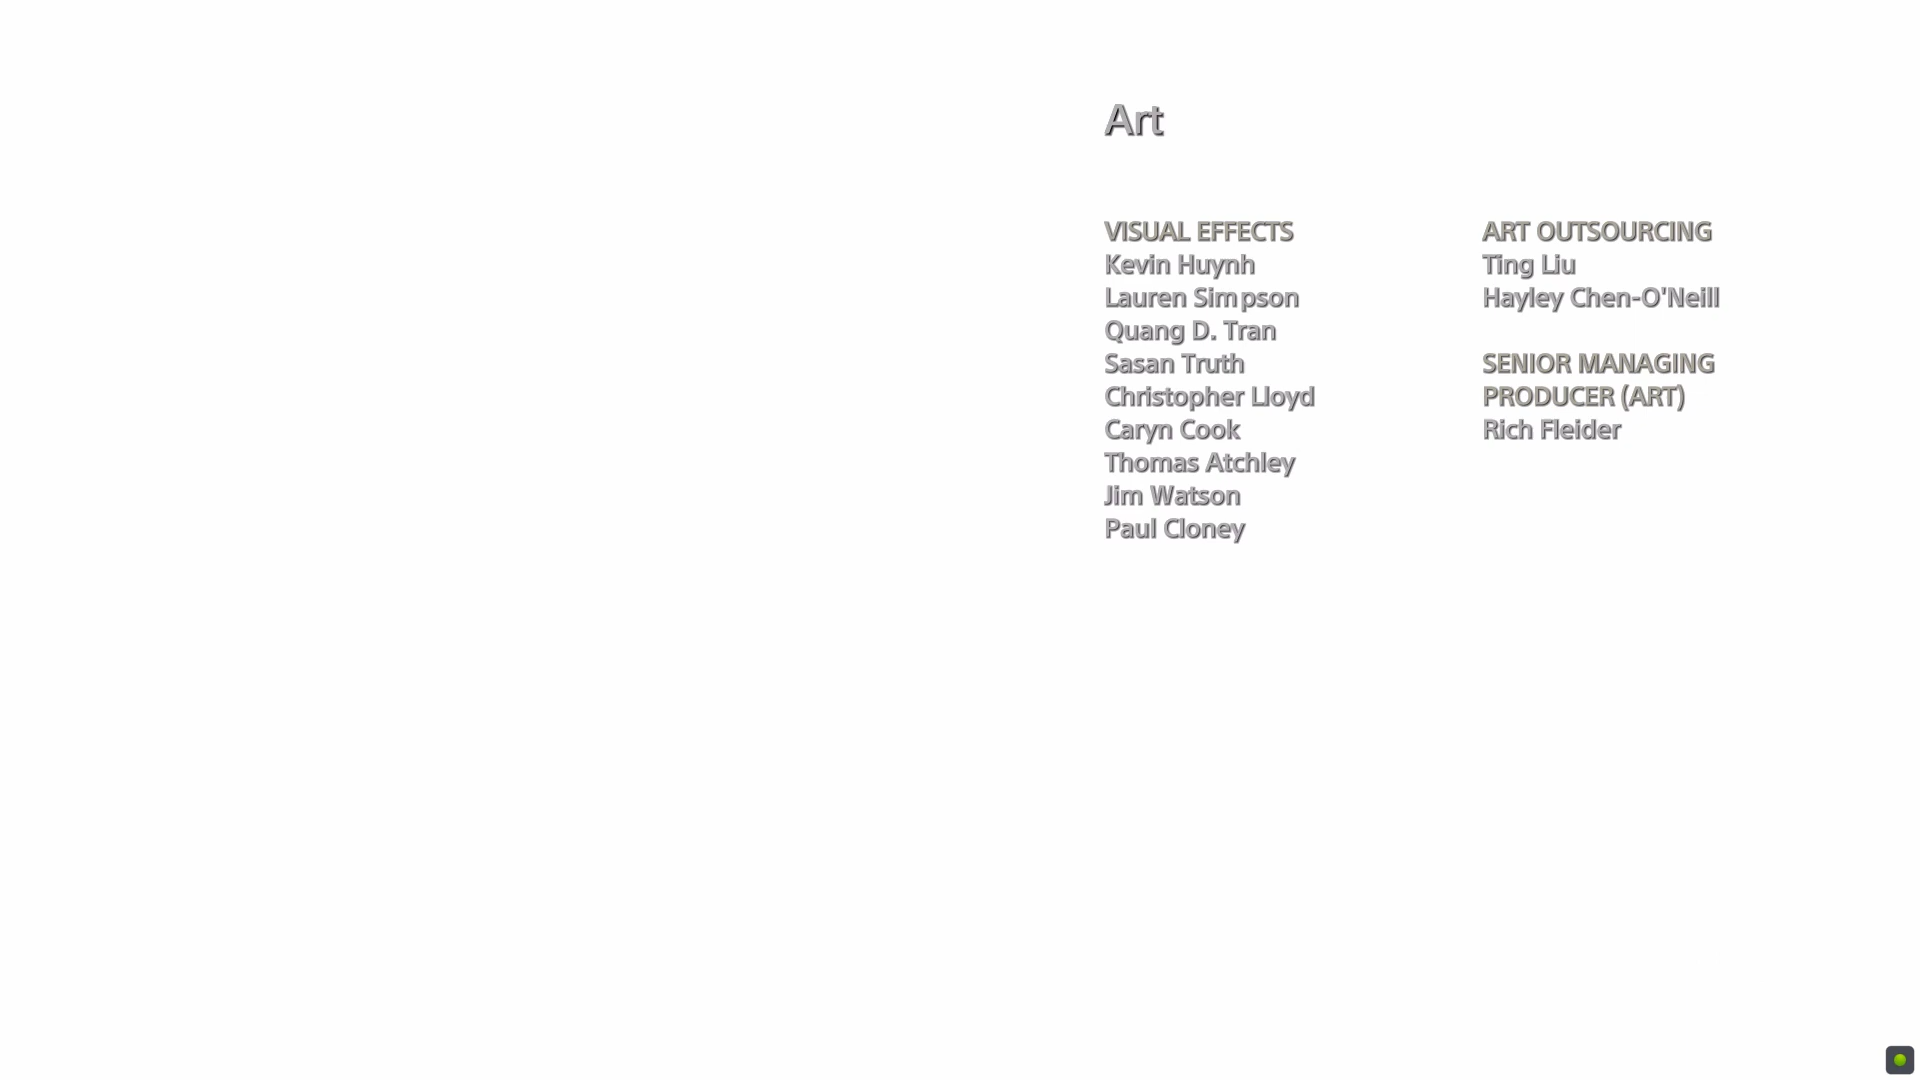 Art
VISUAL EFFECTS
Kevin Huynh
Lauren Simpson
Quang D. Tran
Sasan Truth
Christopher Lloyd
Caryn Cook
Thomas Atchley
Jim Watson
Paul Cloney
ART OUTSOURCING
Ting Liu
Hayley Chen-O'Neill
SENIOR MANAGING
PRODUCER (ART)
Rich Fleider